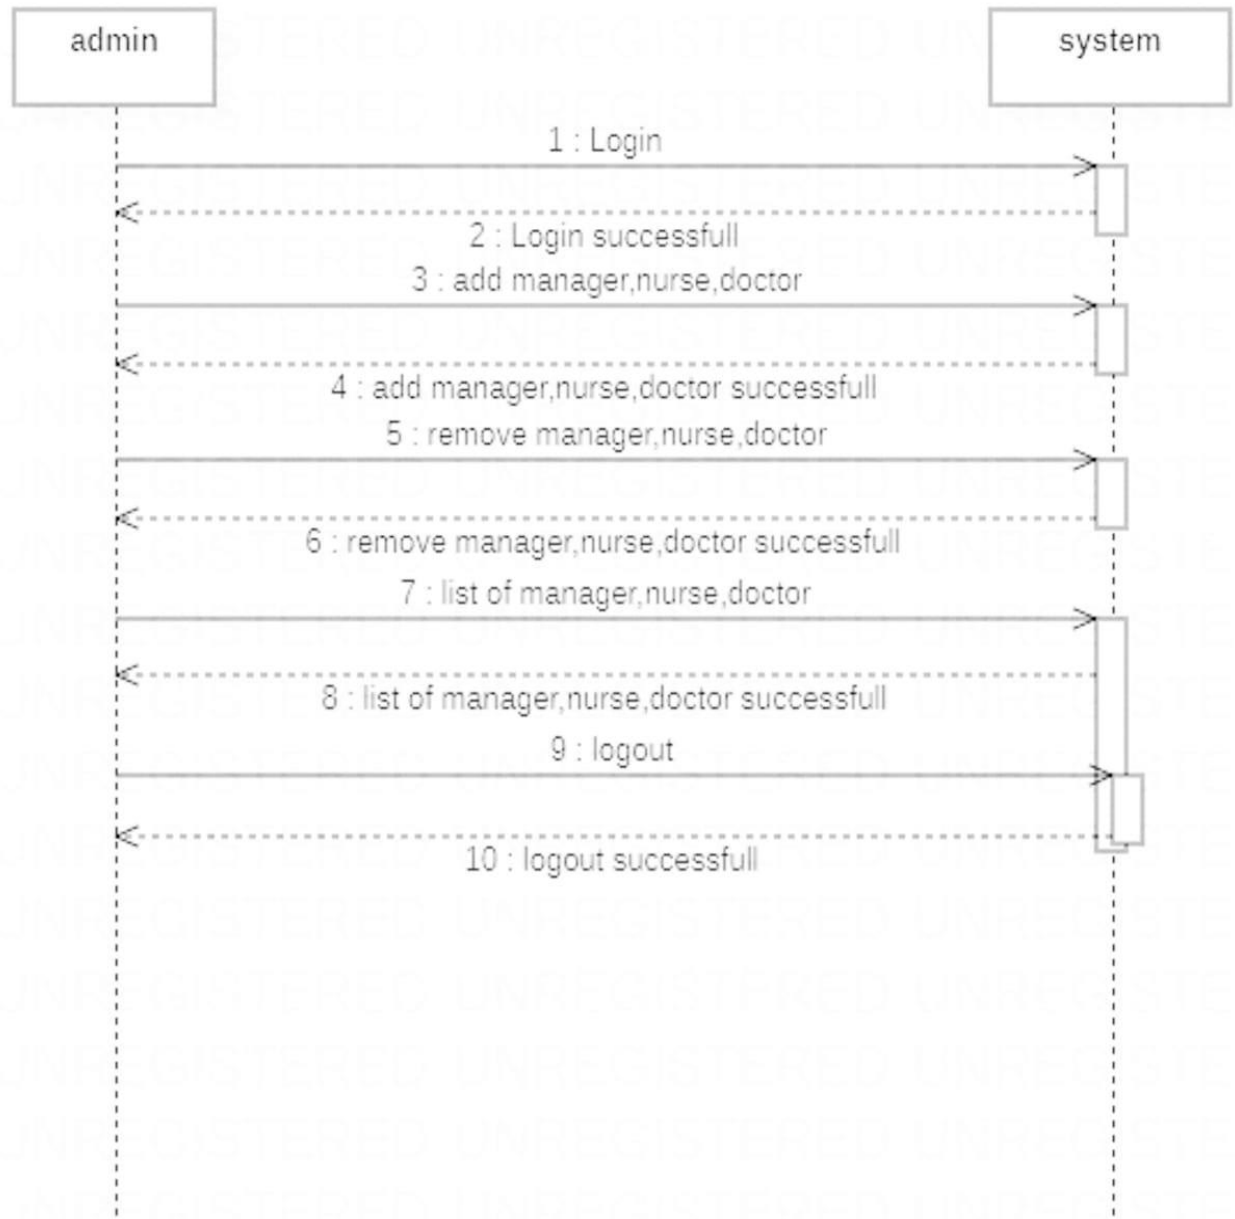 admin
system
1 : Login
2 : Login successfull
3 : add manager,nurse,doctor
4 : add manager,nurse,doctor successfull
5 : remove manager,nurse,doctor
6 : remove manager,nurse,doctor successfull
7 : list of manager,nurse,doctor
8 : list of manager,nurse,doctor successfull
9 : logout
10 : logout successfull
UNREGISTERED